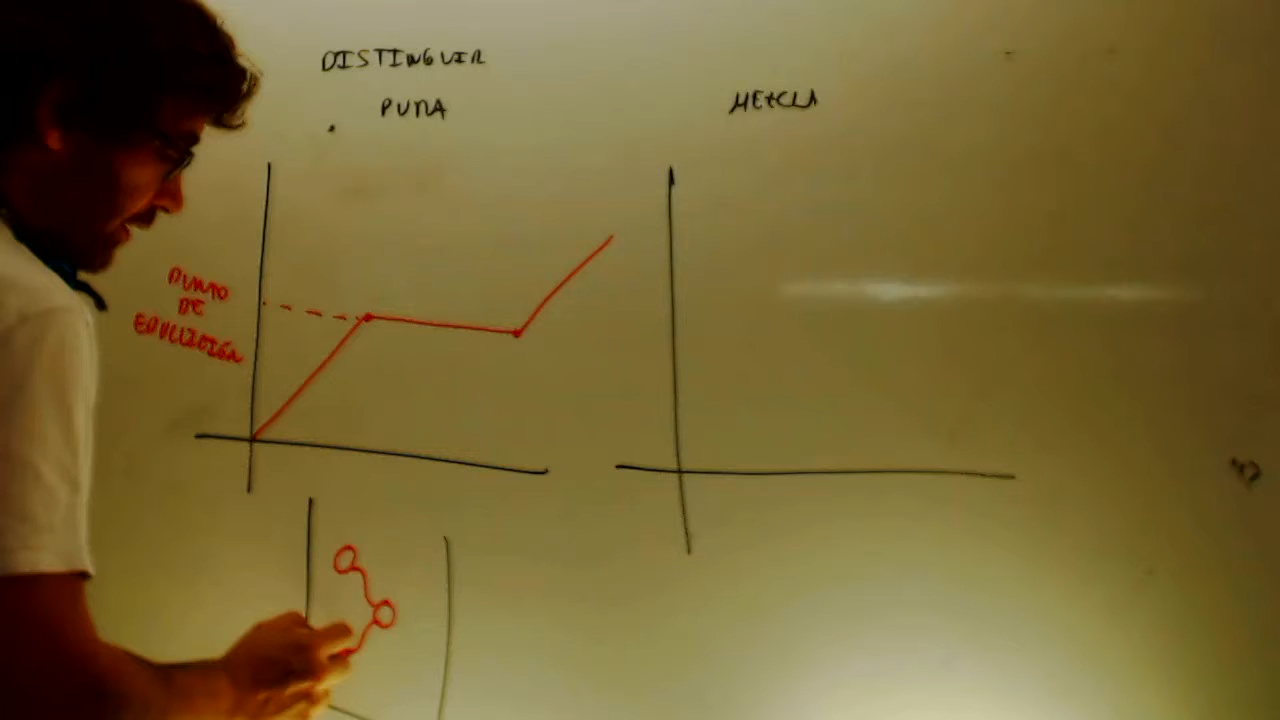 DISTINGUIR
PURA
MEZCLA
PUNTO
DE
EBULLICIÓN